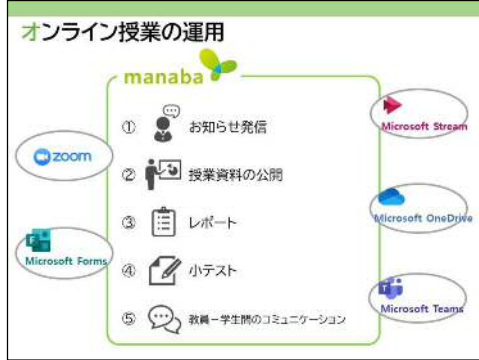 オンライン授業の運用
manaba
① お知らせ発信
② 授業資料の公開
③ レポート
④ 小テスト
⑤ 教員－学生間のコミュニケーション
zoom
Microsoft Forms
Microsoft Stream
Microsoft OneDrive
Microsoft Teams